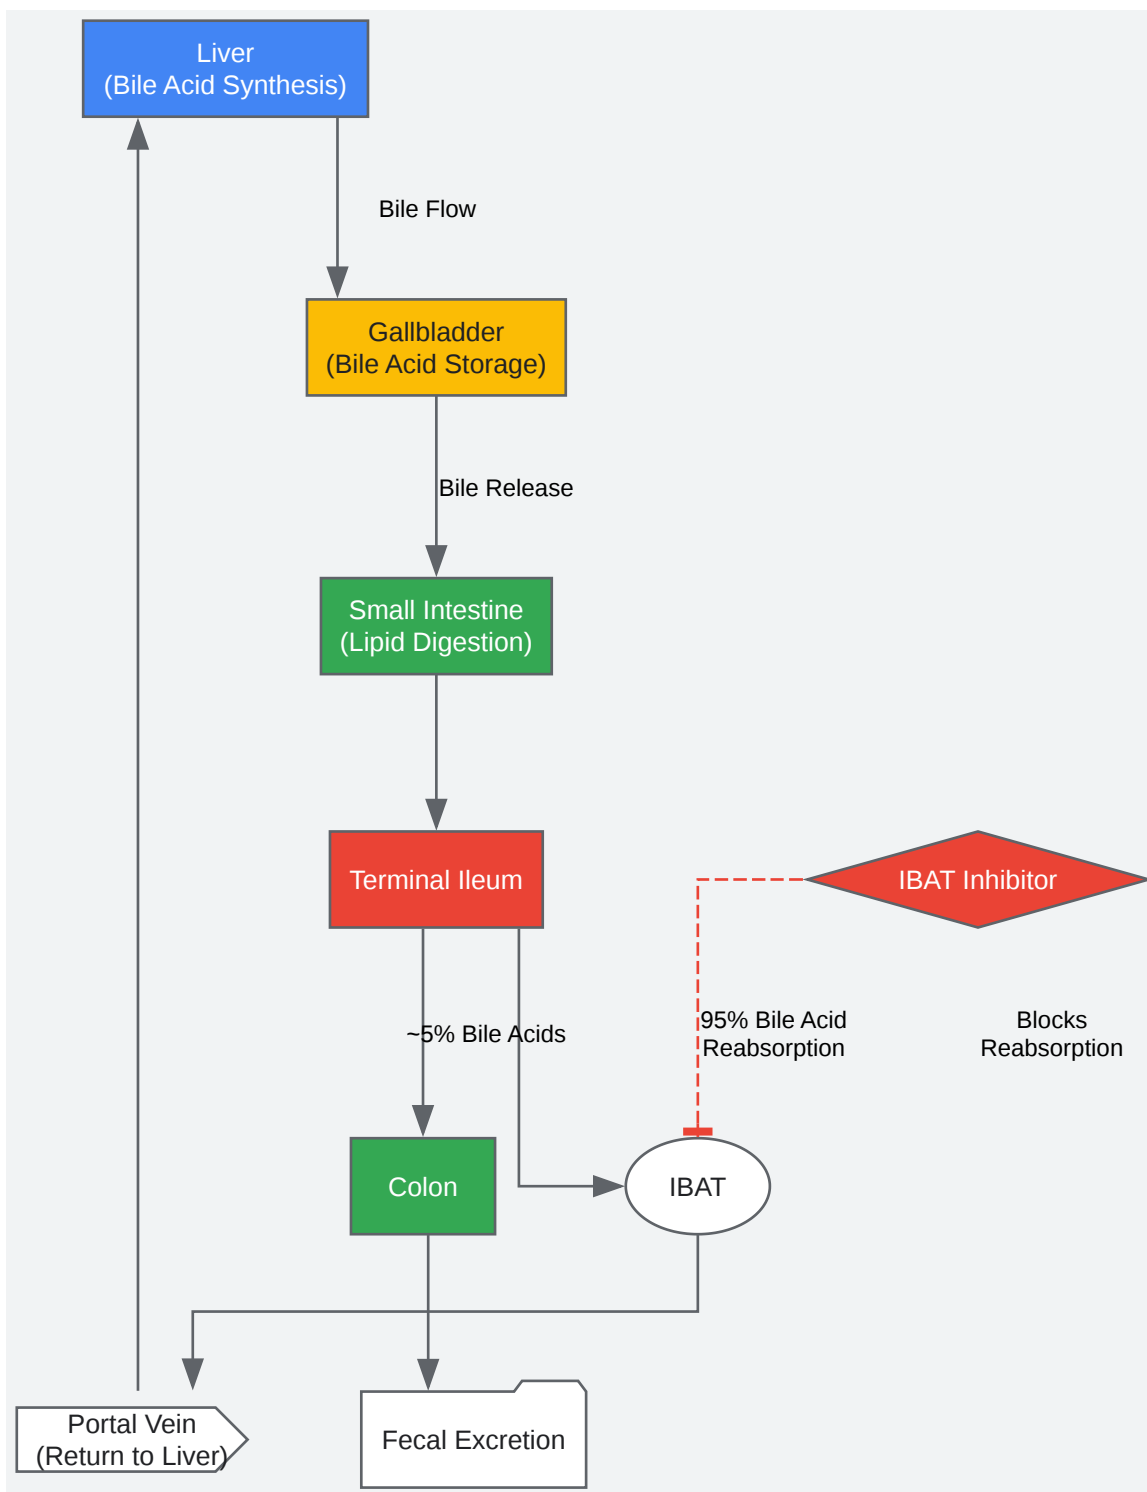 Liver
(Bile Acid Synthesis)
Bile Flow
Gallbladder
(Bile Acid Storage)
Bile Release
Small Intestine
(Lipid Digestion)
Terminal Ileum
IBAT Inhibitor
~5% Bile Acids
95% Bile Acid
Reabsorption
Blocks
Reabsorption
Colon
IBAT
Portal Vein
(Return to Liver)
Fecal Excretion